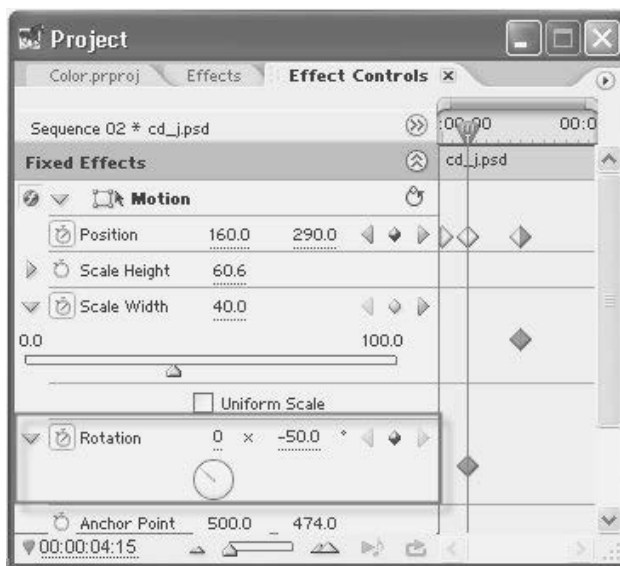 Project
Color.prproj Effects Effect Controls
Sequence 02 * cd_j.psd :00:00 00:0
Fixed Effects cd_j.psd
Motion
Position 160.0 290.0
Scale Height 60.6
Scale Width 40.0
0.0 100.0
Uniform Scale
Rotation 0 x -50.0 °
Anchor Point 500.0 474.0
00:00:04:15